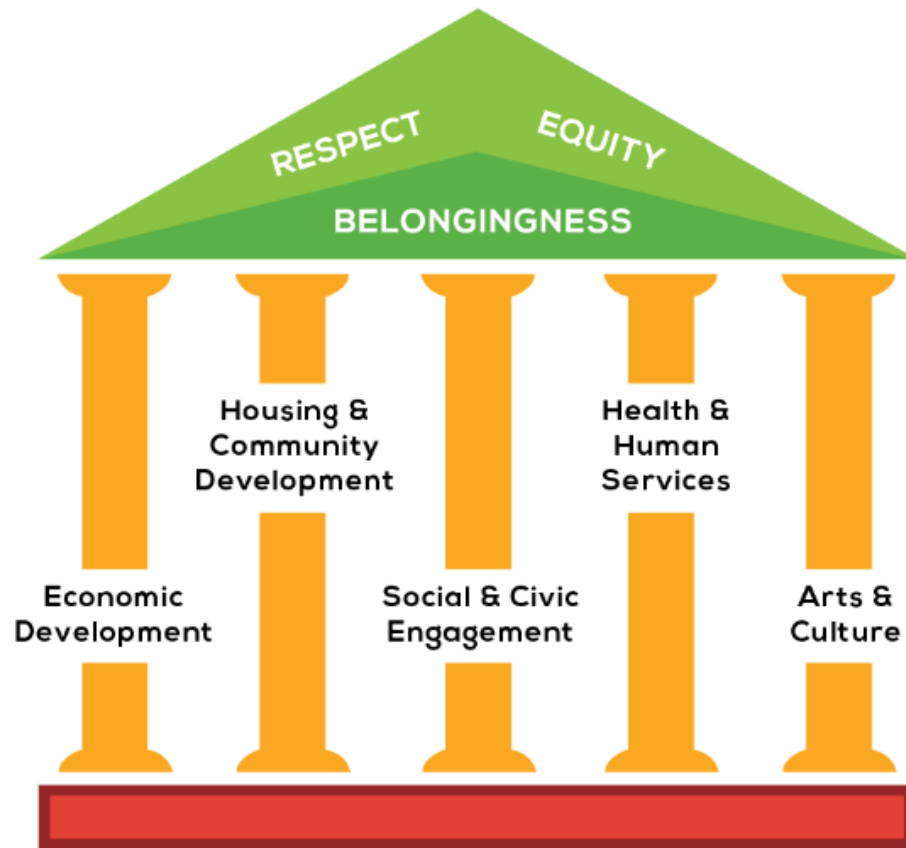 RESPECT
EQUITY
BELONGINGNESS
Housing &
Community
Development
Health &
Human
Services
Economic
Development
Social & Civic
Engagement
Arts &
Culture